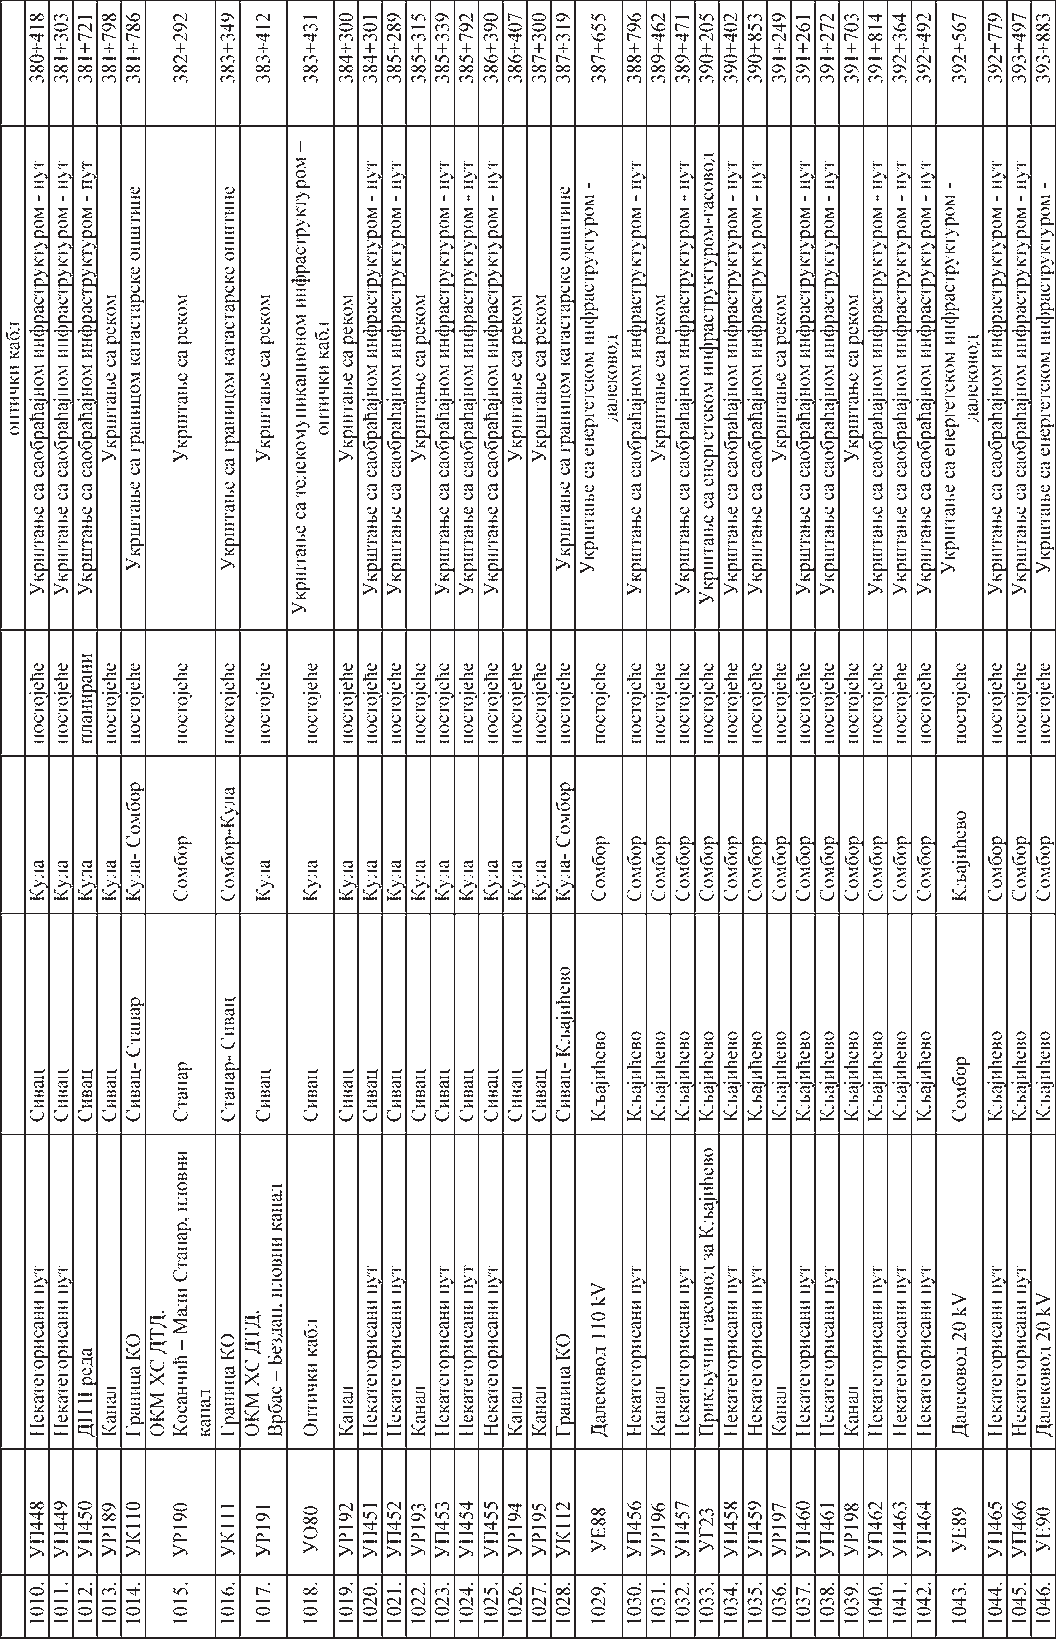 оптички кабл
1010. УП448 Некатегорисани пут Сивац Кула постојеће Укрштање са саобраћајном инфраструктуром - пут 380+418
1011. УП449 Некатегорисани пут Сивац Кула постојеће Укрштање са саобраћајном инфраструктуром - пут 381+303
1012. УП450 ДП II реда Сивац Кула планирани Укрштање са саобраћајном инфраструктуром - пут 381+721
1013. УР189 Канал Сивац Кула постојеће Укрштање са реком 381+798
1014. УК110 Граница КО Сивац- Стапар Кула- Сомбор постојеће Укрштање са границом катастарске општине 381+786
1015. УР190 ОКМ ХС ДТД,
Косанчић – Мали Стапар, пловни
канал Стапар Сомбор постојеће Укрштање са реком 382+292
1016. УК111 Граница КО Стапар- Сивац Сомбор-Кула постојеће Укрштање са границом катастарске општине 383+349
1017. УР191 ОКМ ХС ДТД,
Врбас – Бездан, пловни канал Сивац Кула постојеће Укрштање са реком 383+412
1018. УО80 Оптички кабл Сивац Кула постојеће Укрштање са телекомуникационом инфраструктуром –
оптички кабл 383+431
1019. УР192 Канал Сивац Кула постојеће Укрштање са реком 384+300
1020. УП451 Некатегорисани пут Сивац Кула постојеће Укрштање са саобраћајном инфраструктуром - пут 384+301
1021. УП452 Некатегорисани пут Сивац Кула постојеће Укрштање са саобраћајном инфраструктуром - пут 385+289
1022. УР193 Канал Сивац Кула постојеће Укрштање са реком 385+315
1023. УП453 Некатегорисани пут Сивац Кула постојеће Укрштање са саобраћајном инфраструктуром - пут 385+339
1024. УП454 Некатегорисани пут Сивац Кула постојеће Укрштање са саобраћајном инфраструктуром - пут 385+792
1025. УП455 Некатегорисани пут Сивац Кула постојеће Укрштање са саобраћајном инфраструктуром - пут 386+390
1026. УР194 Канал Сивац Кула постојеће Укрштање са реком 386+407
1027. УР195 Канал Сивац Кула постојеће Укрштање са реком 387+300
1028. УК112 Граница КО Сивац- Кљајићево Кула- Сомбор постојеће Укрштање са границом катастарске општине 387+319
1029. УЕ88 Далековод 110 kV Кљајићево Сомбор постојеће Укрштање са енергетском инфраструктуром -
далековод 387+655
1030. УП456 Некатегорисани пут Кљајићево Сомбор постојеће Укрштање са саобраћајном инфраструктуром - пут 388+796
1031. УР196 Канал Кљајићево Сомбор постојеће Укрштање са реком 389+462
1032. УП457 Некатегорисани пут Кљајићево Сомбор постојеће Укрштање са саобраћајном инфраструктуром - пут 389+471
1033. УГ23 Прикључни гасовод за Кљајићево Кљајићево Сомбор постојеће Укрштање са енергетском инфраструктуром-гасовод 390+205
1034. УП458 Некатегорисани пут Кљајићево Сомбор постојеће Укрштање са саобраћајном инфраструктуром - пут 390+402
1035. УП459 Некатегорисани пут Кљајићево Сомбор постојеће Укрштање са саобраћајном инфраструктуром - пут 390+853
1036. УР197 Канал Кљајићево Сомбор постојеће Укрштање са реком 391+249
1037. УП460 Некатегорисани пут Кљајићево Сомбор постојеће Укрштање са саобраћајном инфраструктуром - пут 391+261
1038. УП461 Некатегорисани пут Кљајићево Сомбор постојеће Укрштање са саобраћајном инфраструктуром - пут 391+272
1039. УР198 Канал Кљајићево Сомбор постојеће Укрштање са реком 391+703
1040. УП462 Некатегорисани пут Кљајићево Сомбор постојеће Укрштање са саобраћајном инфраструктуром - пут 391+814
1041. УП463 Некатегорисани пут Кљајићево Сомбор постојеће Укрштање са саобраћајном инфраструктуром - пут 392+364
1042. УП464 Некатегорисани пут Кљајићево Сомбор постојеће Укрштање са саобраћајном инфраструктуром - пут 392+492
1043. УЕ89 Далековод 20 kV Сомбор Кљајићево постојеће Укрштање са енергетском инфраструктуром -
далековод 392+567
1044. УП465 Некатегорисани пут Кљајићево Сомбор постојеће Укрштање са саобраћајном инфраструктуром - пут 392+779
1045. УП466 Некатегорисани пут Кљајићево Сомбор постојеће Укрштање са саобраћајном инфраструктуром - пут 393+497
1046. УЕ90 Далековод 20 kV Кљајићево Сомбор постојеће Укрштање са енергетском инфраструктуром - 393+883